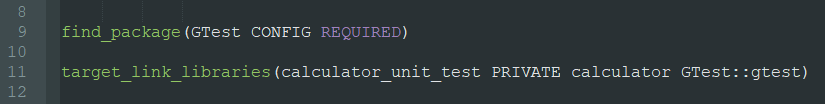 8
9 find_package(GTest CONFIG REQUIRED)
10
11 target_link_libraries(calculator_unit_test PRIVATE calculator GTest::gtest)
12